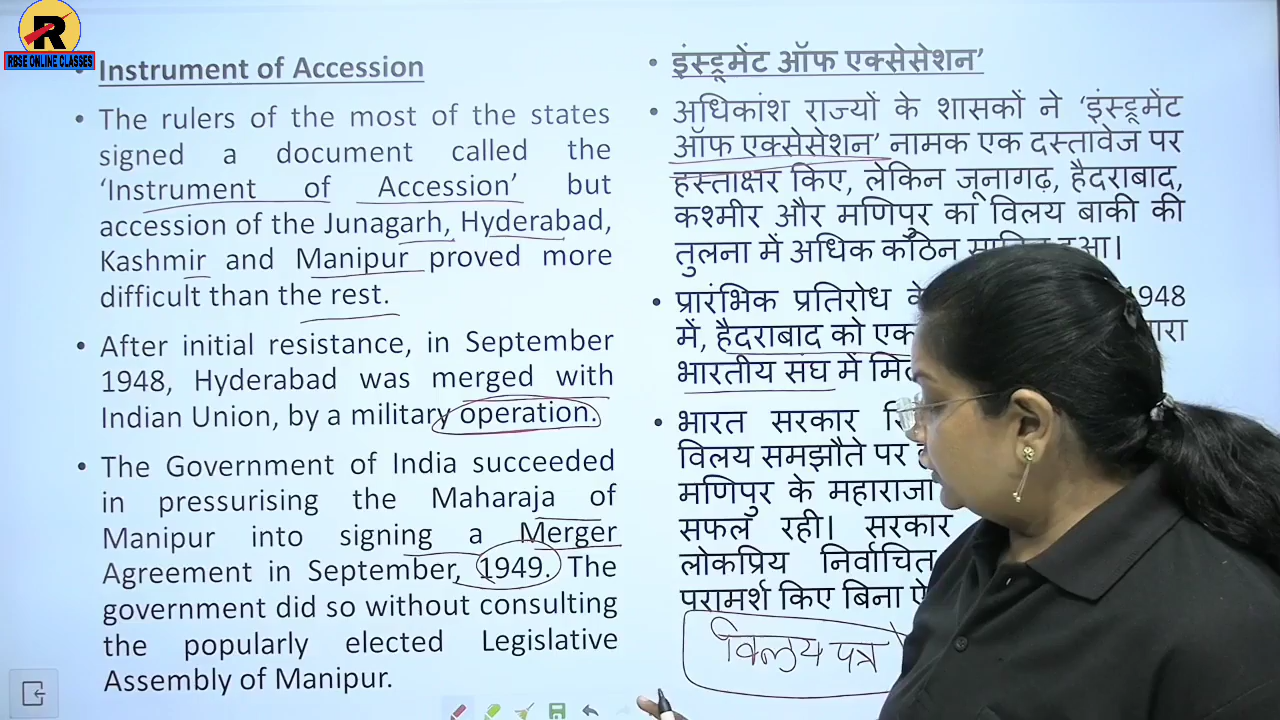 R
RBSE ONLINE CLASSES
• Instrument of Accession
• The rulers of the most of the states
signed a document called the
‘Instrument of Accession’ but
accession of the Junagarh, Hyderabad,
Kashmir and Manipur proved more
difficult than the rest.
• After initial resistance, in September
1948, Hyderabad was merged with
Indian Union, by a military operation.
• The Government of India succeeded
in pressurising the Maharaja of
Manipur into signing a Merger
Agreement in September, 1949. The
government did so without consulting
the popularly elected Legislative
Assembly of Manipur.
• इंस्ट्रूमेंट ऑफ एक्सेसेशन’
• अधिकांश राज्यों के शासकों ने ‘इंस्ट्रूमेंट
ऑफ एक्सेसेशन’ नामक एक दस्तावेज पर
हस्ताक्षर किए, लेकिन जूनागढ़, हैदराबाद,
कश्मीर और मणिपुर का विलय बाकी की
तुलना में अधिक कठिन हुआ।
• प्रारंभिक प्रतिरोध 1948
में, हैदराबाद को एक
भारतीय संघ में
• भारत सरकार
विलय समझौते पर
मणिपुर के महाराजा
सफल रही। सरकार
लोकप्रिय निर्वाचित
परामर्श किए बिना
विलय पत्र